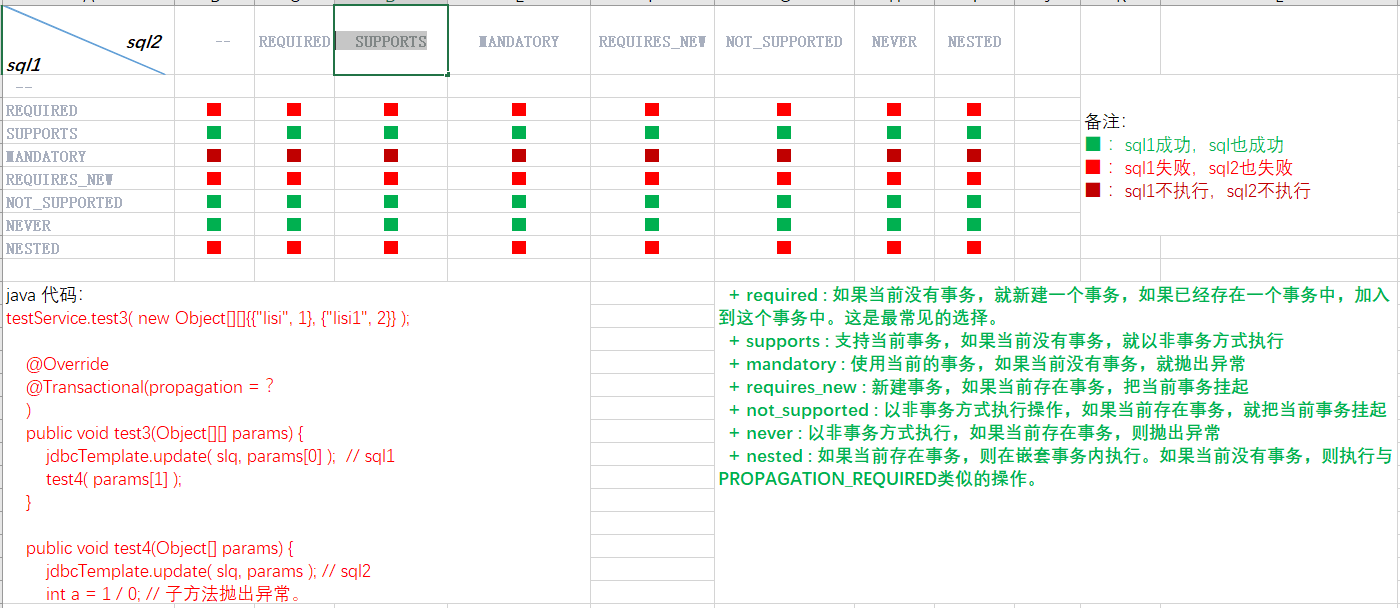 sql2
sql1
-- REQUIRED SUPPORTS MANDATORY REQUIRES_NEW NOT_SUPPORTED NEVER NESTED
--
REQUIRED
SUPPORTS
MANDATORY
REQUIRES_NEW
NOT_SUPPORTED
NEVER
NESTED
备注：
：sql1成功，sql也成功
：sql1失败，sql2也失败
：sql1不执行，sql2不执行
java 代码：
testService.test3( new Object[][]{{"lisi", 1}, {"lisi1", 2}} );
@Override
@Transactional(propagation = ？
)
public void test3(Object[][] params) {
jdbcTemplate.update( slq, params[0] ); // sql1
test4( params[1] );
}
public void test4(Object[] params) {
jdbcTemplate.update( slq, params ); // sql2
int a = 1 / 0; // 子方法抛出异常。
+ required : 如果当前没有事务，就新建一个事务，如果已经存在一个事务中，加入
到这个事务中。这是最常见的选择。
+ supports : 支持当前事务，如果当前没有事务，就以非事务方式执行
+ mandatory : 使用当前的事务，如果当前没有事务，就抛出异常
+ requires_new : 新建事务，如果当前存在事务，把当前事务挂起
+ not_supported : 以非事务方式执行操作，如果当前存在事务，就把当前事务挂起
+ never : 以非事务方式执行，如果当前存在事务，则抛出异常
+ nested : 如果当前存在事务，则在嵌套事务内执行。如果当前没有事务，则执行与
PROPAGATION_REQUIRED类似的操作。